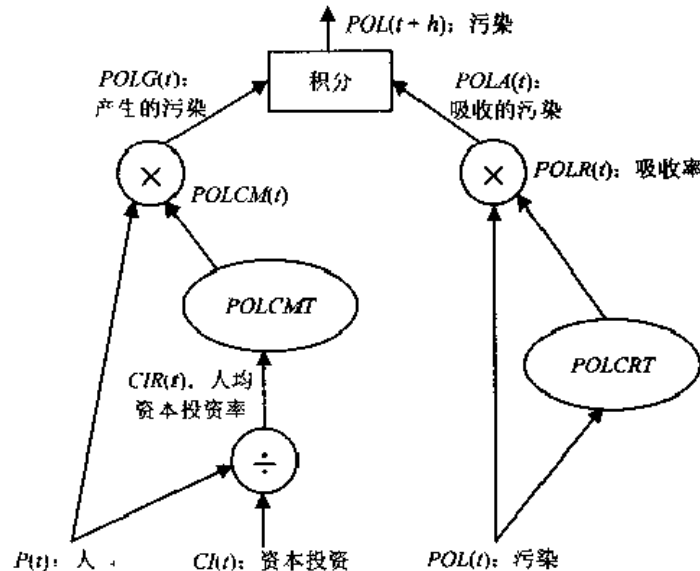 POL(t + h): 污染
POLG(t):
产生的污染
积分
POLA(t):
吸收的污染
×
×
POLR(t): 吸收率
POLCM(t)
POLCMT
POLCRT
CIR(t), 人均
资本投资率
÷
P(t): 人
CI(t): 资本投资
POL(t): 污染